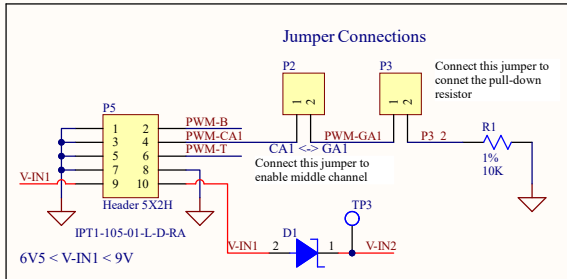 Jumper Connections
P2
P3
Connect this jumper to
connet the pull-down
resistor
1
2
1
2
P5
PWM-B
PWM-CA1
PWM-GA1
P3_2
R1
1%
10K
PWM-T
CA1 <-> GA1
Connect this jumper to
enable middle channel
1
2
3
4
5
6
7
8
9
10
V-IN1
Header 5X2H
IPT1-105-01-L-D-RA
TP3
D1
V-IN1
2
1
V-IN2
6V5 < V-IN1 < 9V